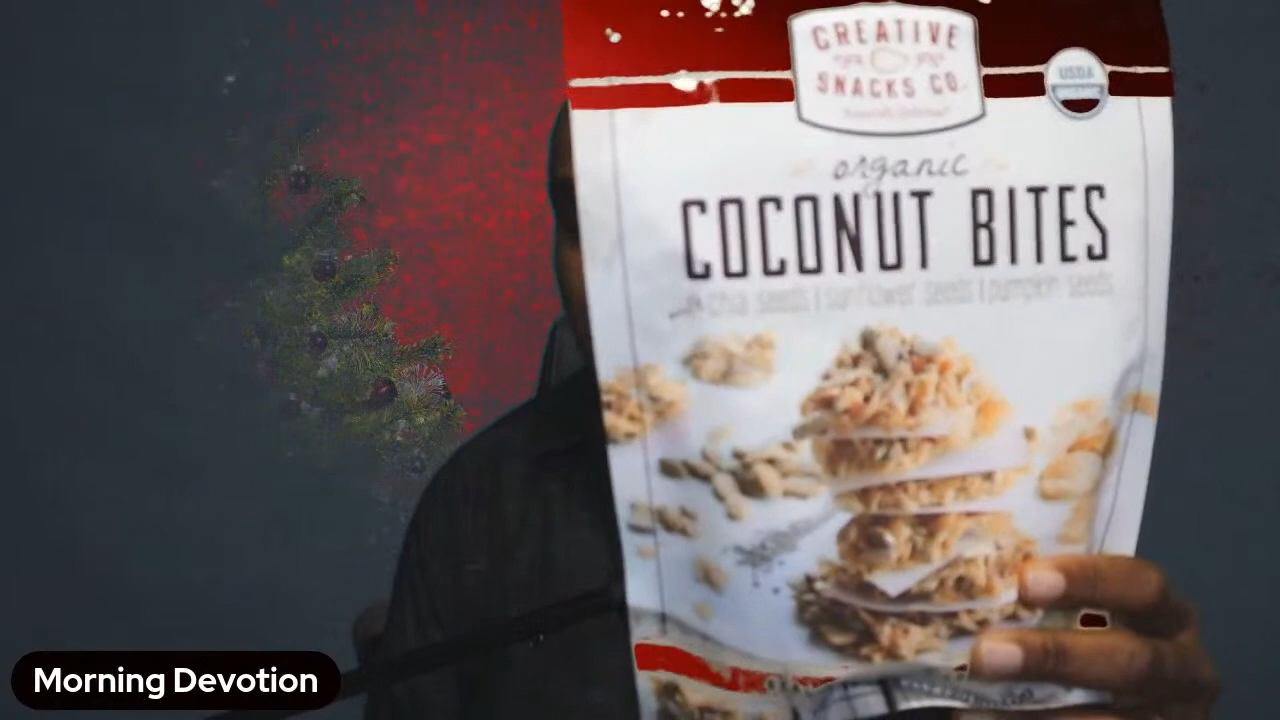 CREATIVE
SNACKS CO.
USDA
organic
COCONUT BITES
chia seeds | sunflower seeds | pumpkin seeds
Morning Devotion